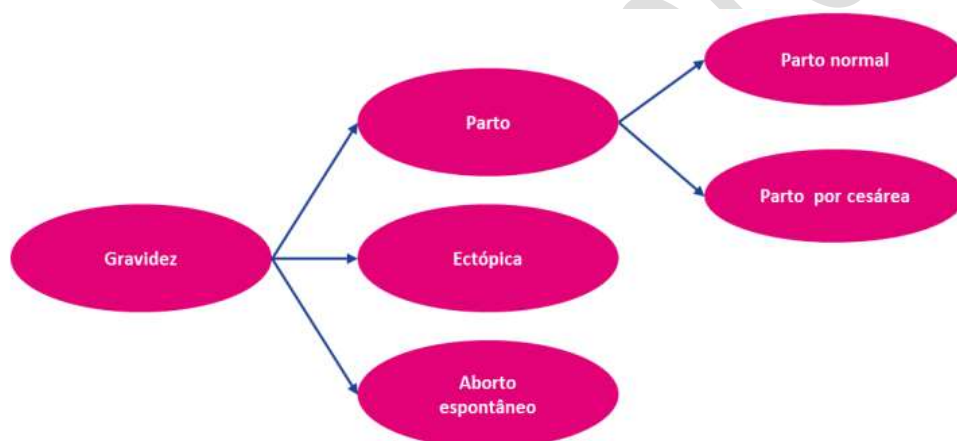 Parto normal
Parto
Parto por cesárea
Gravidez
Ectópica
Aborto
espontâneo